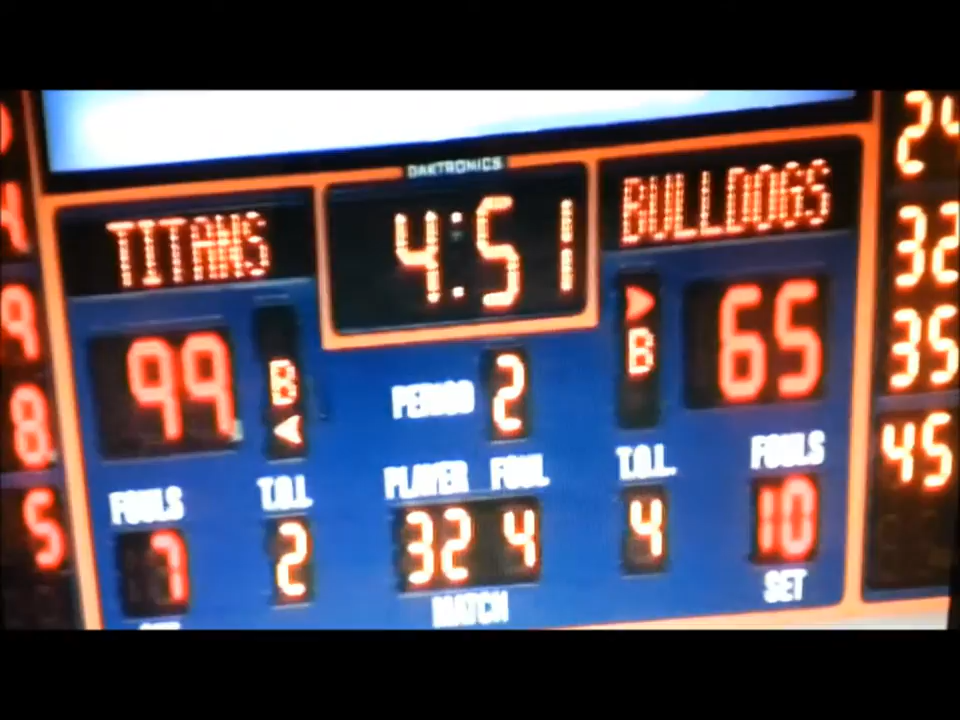 DAKTRONICS
TITANS 4:51 BULLDOGS
99 B PERIOD 2 B 65
FOULS T.O.L. PLAYER FOUL T.O.L. FOULS
7 2 32 4 4 10
MATCH SET
24
32
35
45
4
9
8
5